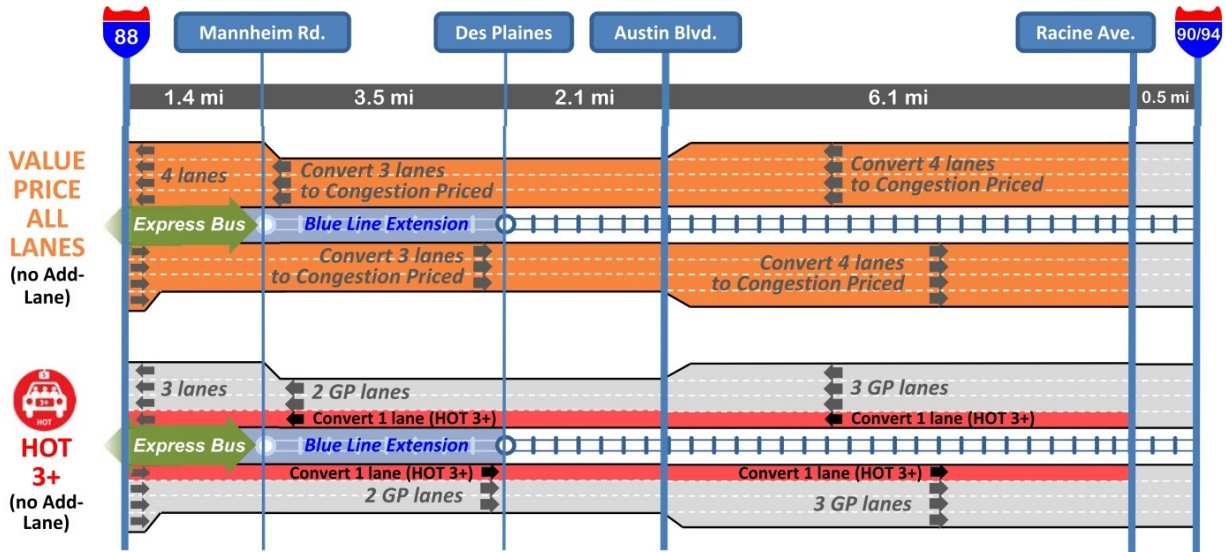 88
Mannheim Rd.
Des Plaines
Austin Blvd.
Racine Ave.
90/94
1.4 mi
3.5 mi
2.1 mi
6.1 mi
0.5 mi
VALUE
PRICE
ALL
LANES
(no Add-
Lane)
4 lanes
Convert 3 lanes
to Congestion Priced
Convert 4 lanes
to Congestion Priced
Express Bus
Blue Line Extension
Convert 3 lanes
to Congestion Priced
Convert 4 lanes
to Congestion Priced
3+
HOT
HOT
3+
(no Add-
Lane)
3 lanes
2 GP lanes
3 GP lanes
Convert 1 lane (HOT 3+)
Convert 1 lane (HOT 3+)
Express Bus
Blue Line Extension
Convert 1 lane (HOT 3+)
Convert 1 lane (HOT 3+)
2 GP lanes
3 GP lanes